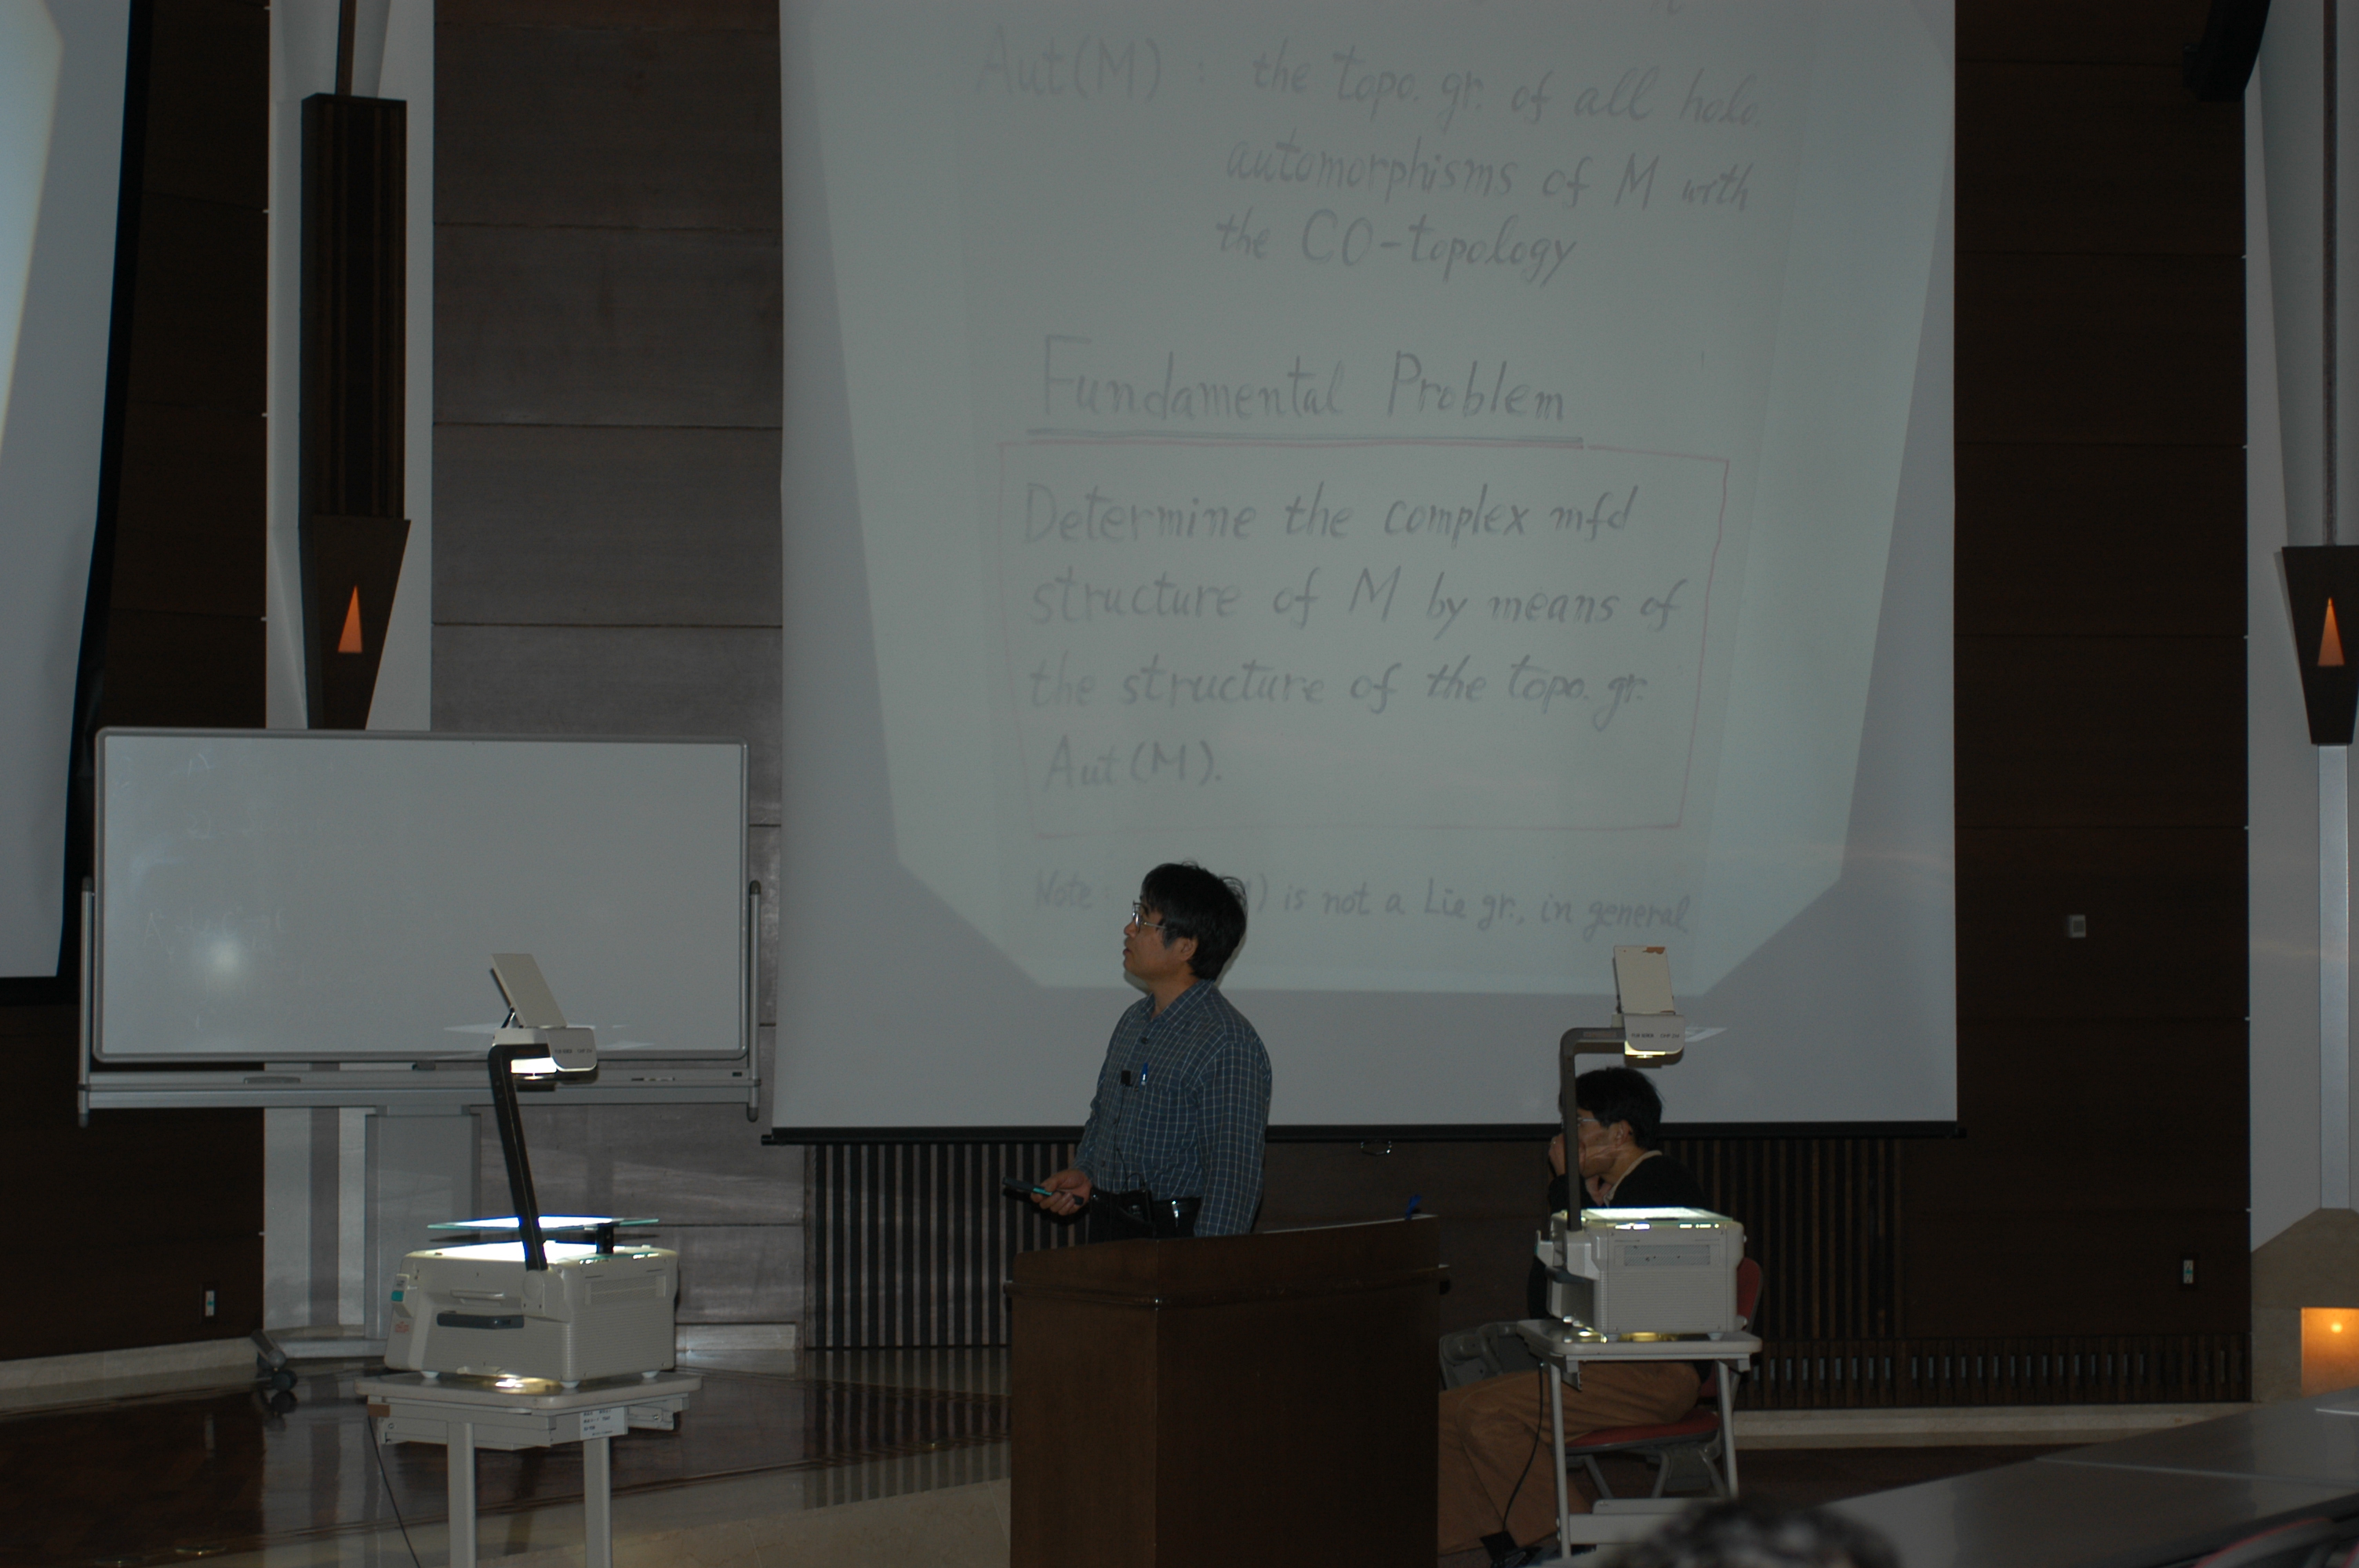 Aut(M) : the topo. gr. of all holo.
automorphisms of M with
the CO-topology
Fundamental Problem
Determine the complex mfd
structure of M by means of
the structure of the topo. gr.
Aut(M).
Note : ) is not a Lie gr., in general